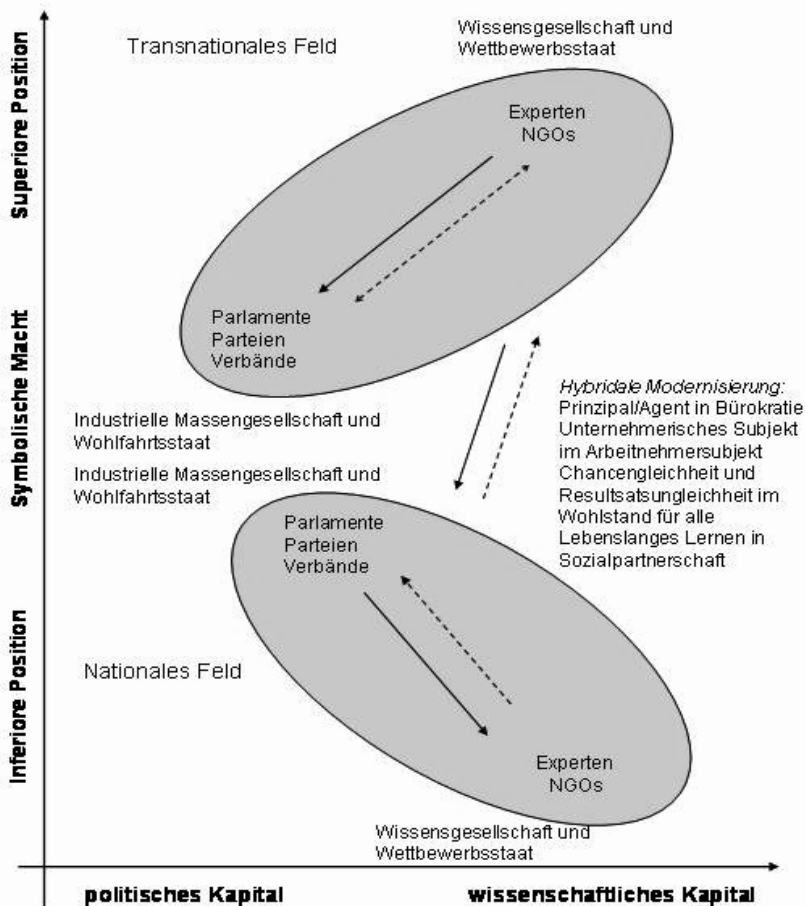 Transnationales Feld
Wissensgesellschaft und
Wettbewerbsstaat
Superiore Position
Experten
NGOs
Parlamente
Parteien
Verbände
Symbolische Macht
Hybridale Modernisierung:
Prinzipal/Agent in Bürokratie
Unternehmerisches Subjekt
im Arbeitnehmersubjekt
Chancengleichheit und
Resultsatsungleichheit im
Wohlstand für alle
Lebenslanges Lernen in
Sozialpartnerschaft
Industrielle Massengesellschaft und
Wohlfahrtsstaat
Industrielle Massengesellschaft und
Wohlfahrtsstaat
Parlamente
Parteien
Verbände
Inferiore Position
Nationales Feld
Experten
NGOs
Wissensgesellschaft und
Wettbewerbsstaat
politisches Kapital
wissenschaftliches Kapital